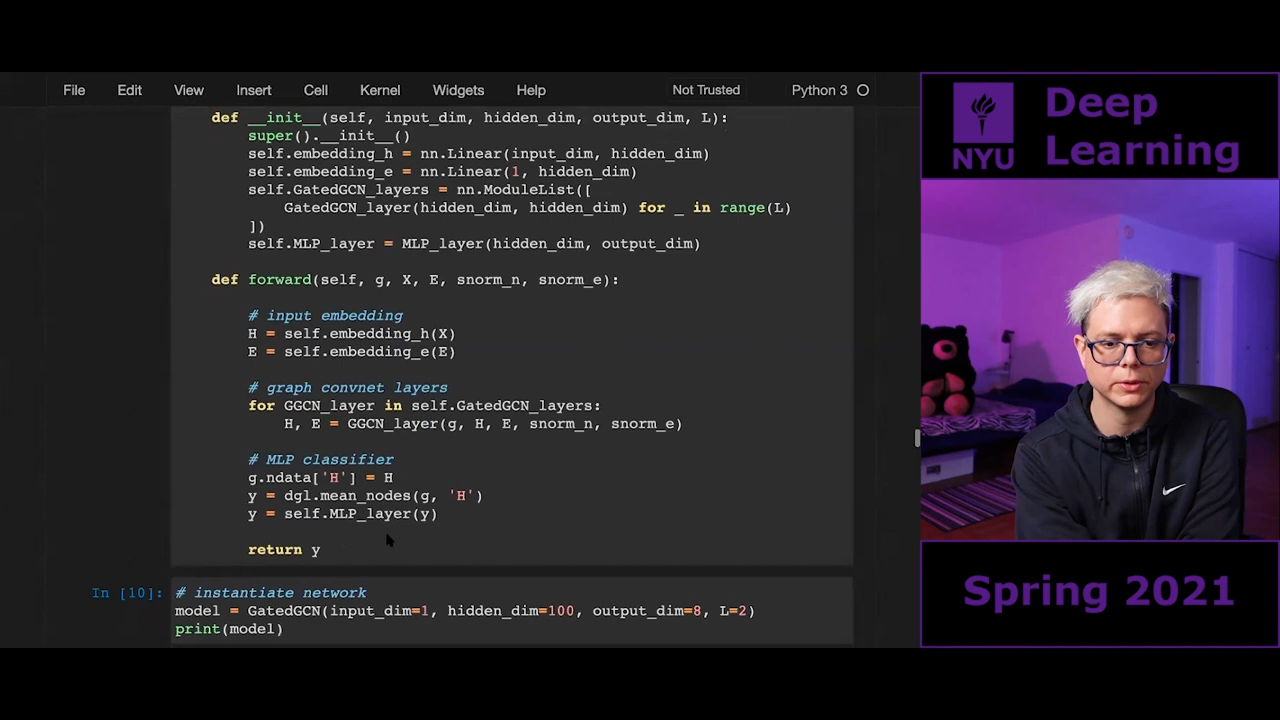 File Edit View Insert Cell Kernel Widgets Help Not Trusted Python 3
def __init__(self, input_dim, hidden_dim, output_dim, L):
super().__init__()
self.embedding_h = nn.Linear(input_dim, hidden_dim)
self.embedding_e = nn.Linear(1, hidden_dim)
self.GatedGCN_layers = nn.ModuleList([
GatedGCN_layer(hidden_dim, hidden_dim) for _ in range(L)
])
self.MLP_layer = MLP_layer(hidden_dim, output_dim)
def forward(self, g, X, E, snorm_n, snorm_e):
# input embedding
H = self.embedding_h(X)
E = self.embedding_e(E)
# graph convnet layers
for GGCN_layer in self.GatedGCN_layers:
H, E = GGCN_layer(g, H, E, snorm_n, snorm_e)
# MLP classifier
g.ndata['H'] = H
y = dgl.mean_nodes(g, 'H')
y = self.MLP_layer(y)
return y
In [10]:
# instantiate network
model = GatedGCN(input_dim=1, hidden_dim=100, output_dim=8, L=2)
print(model)
NYU
Deep
Learning
Spring 2021